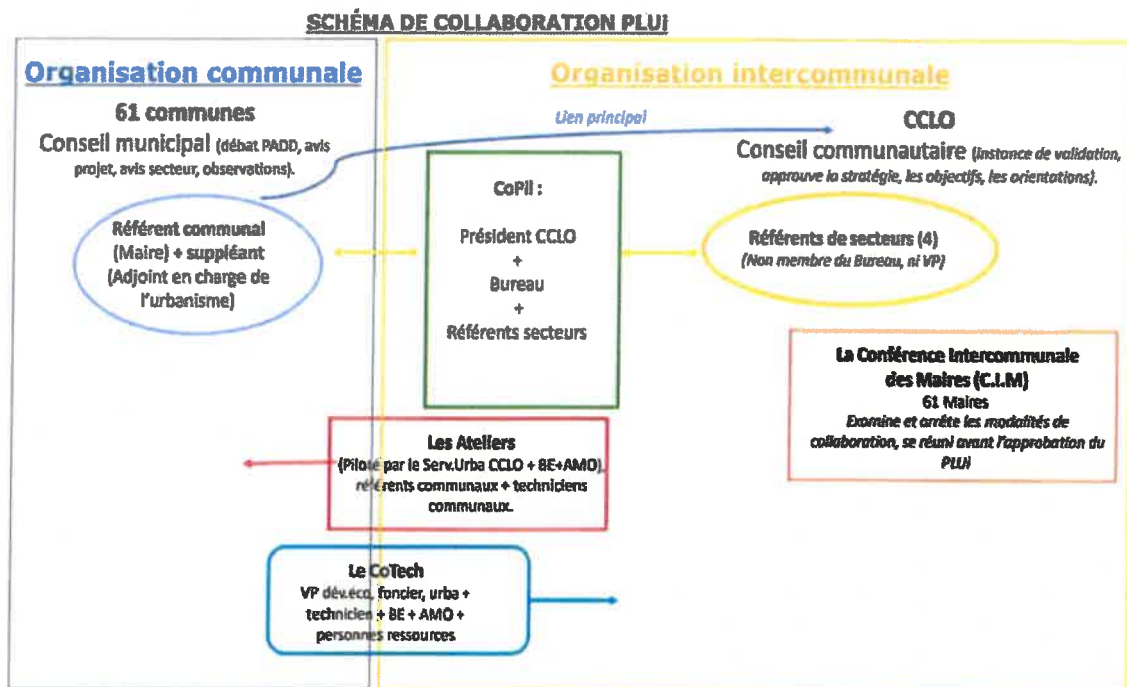 SCHÉMA DE COLLABORATION PLUi
Organisation communale
61 communes
Conseil municipal (débat PADD, avis
projet, avis secteur, observations).
Référent communal
(Maire) + suppléant
(Adjoint en charge de
l'urbanisme)
Organisation intercommunale
Lien principal
CCLO
Conseil communautaire (instance de validation,
approuve la stratégie, les objectifs, les orientations).
CoPil :
Président CCLO
+
Bureau
+
Référents secteurs
Référents de secteurs (4)
(Non membre du Bureau, ni VP)
La Conférence Intercommunale
des Maires (C.I.M)
61 Maires
Examine et arrête les modalités de
collaboration, se réuni avant l'approbation du
PLUi
Les Ateliers
(Piloté par le Serv.Urba CCLO + BE+AMO),
référents communaux + techniciens
communaux.
Le CoTech
VP dév.éco, foncier, urba +
technicien + BE + AMO +
personnes ressources